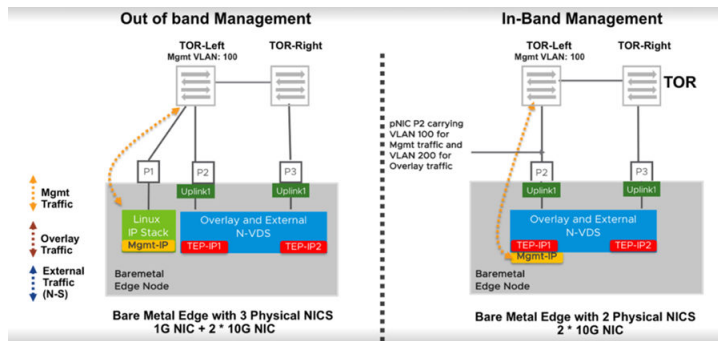 Out of band Management
TOR-Left
TOR-Right
Mgmt VLAN: 100
P1
P2
P3
Uplink1
Uplink1
Linux
IP Stack
Mgmt-IP
Overlay and External
N-VDS
TEP-IP1
TEP-IP2
Baremetal
Edge Node
Mgmt
Traffic
Overlay
Traffic
External
Traffic
(N-S)
Bare Metal Edge with 3 Physical NICS
1G NIC + 2 * 10G NIC
In-Band Management
TOR-Left
TOR-Right
Mgmt VLAN: 100
TOR
pNIC P2 carrying
VLAN 100 for
Mgmt traffic and
VLAN 200 for
Overlay traffic
P2
P3
Uplink1
Uplink1
Overlay and External
N-VDS
TEP-IP1
TEP-IP2
Mgmt-IP
Baremetal
Edge Node
Bare Metal Edge with 2 Physical NICS
2 * 10G NIC